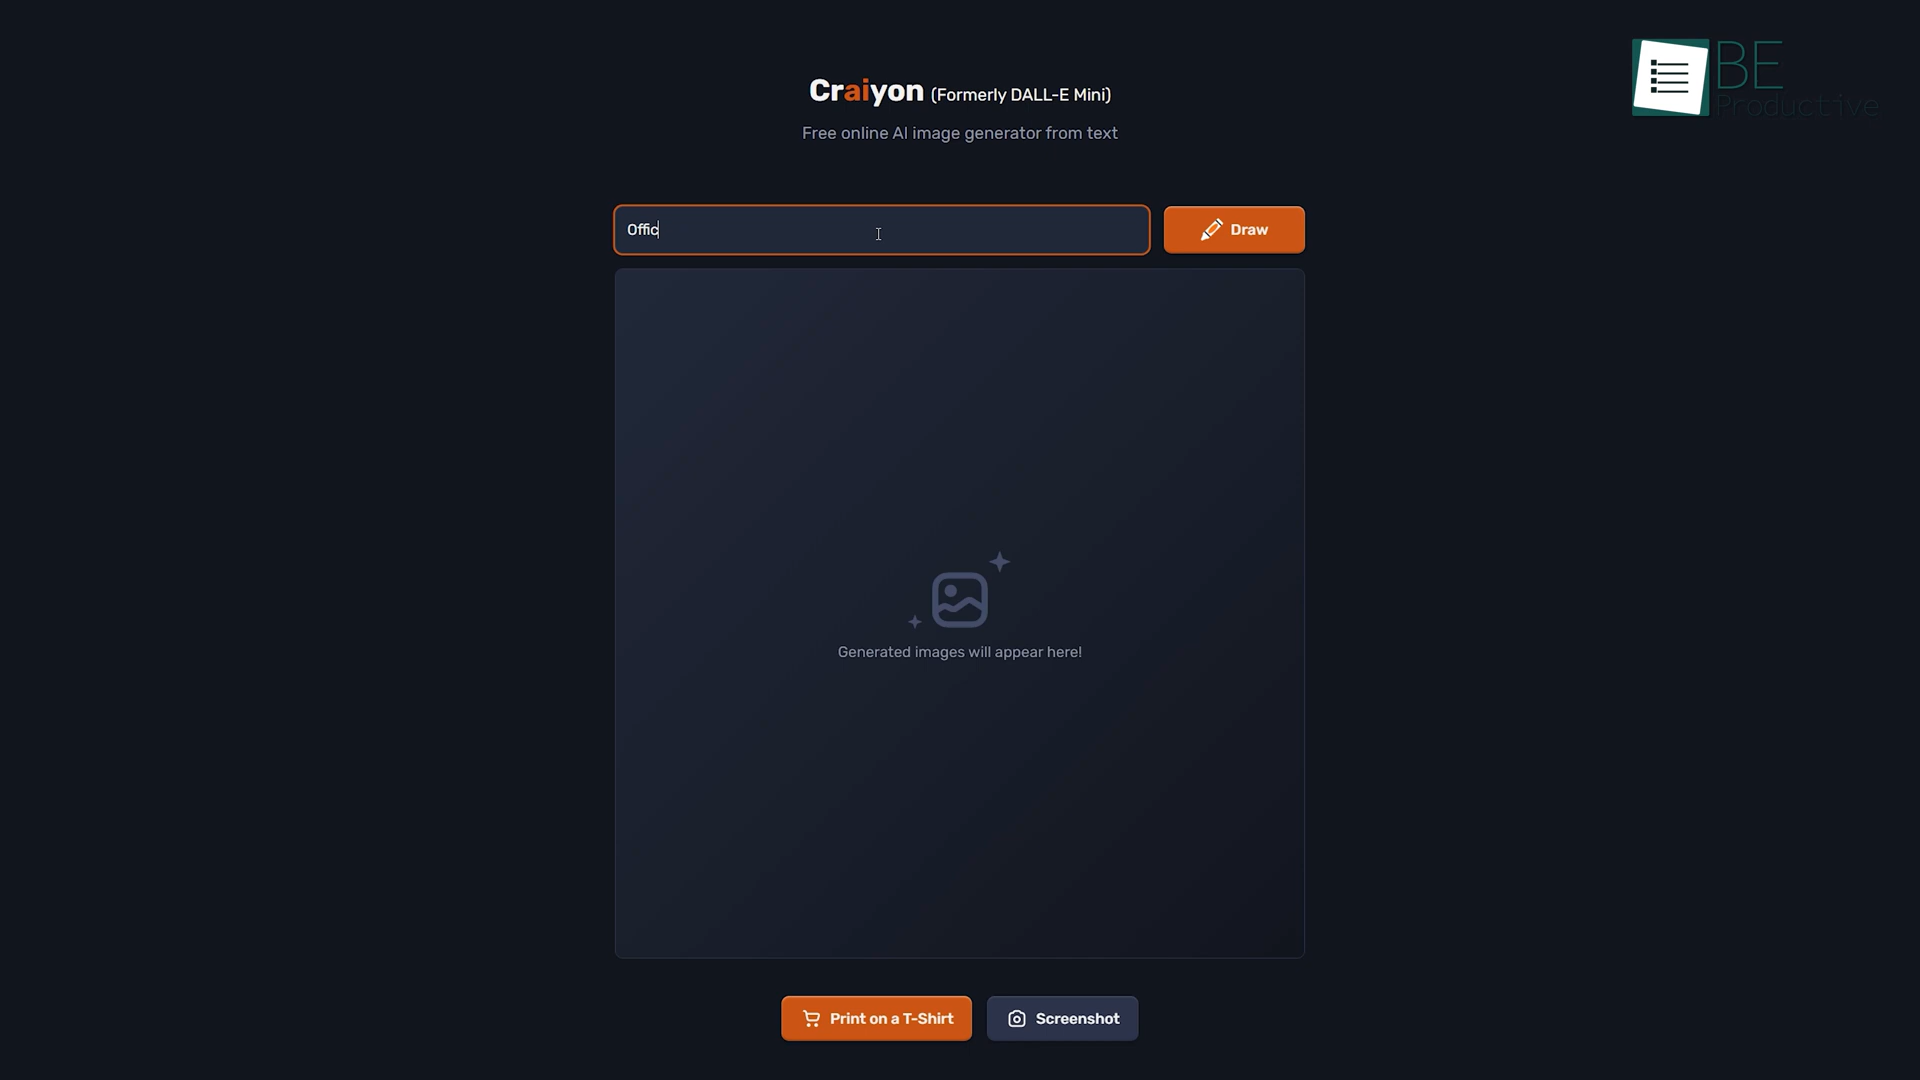 Craiyon (Formerly DALL-E Mini)
Free online AI image generator from text
BE
Productive
Offic
Draw
Generated images will appear here!
Print on a T-Shirt
Screenshot